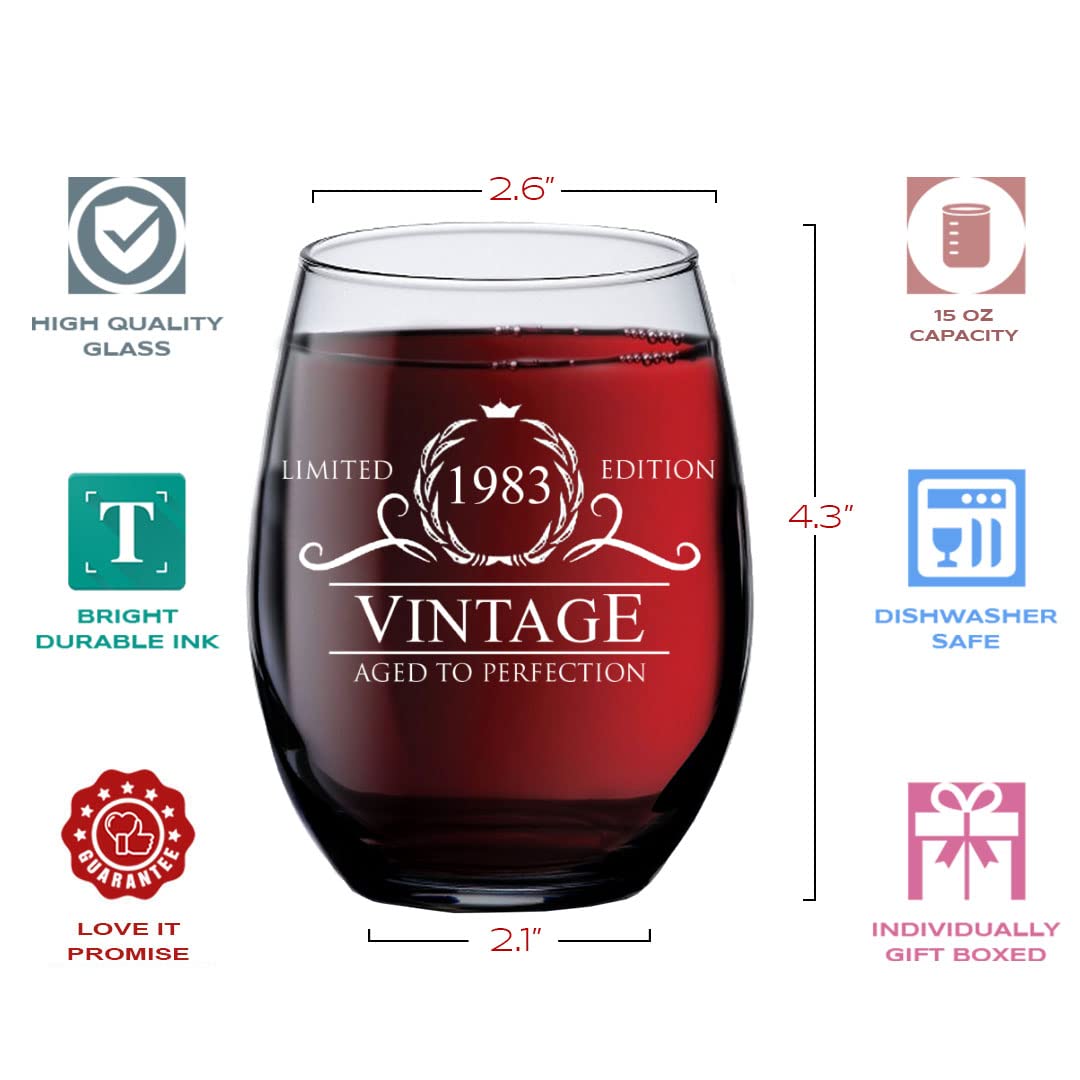 2.6"
HIGH QUALITY
GLASS
15 OZ
CAPACITY
LIMITED 1983 EDITION
VINTAGE
AGED TO PERFECTION
4.3"
T
BRIGHT
DURABLE INK
DISHWASHER
SAFE
GUARANTEE
LOVE IT
PROMISE
2.1"
INDIVIDUALLY
GIFT BOXED